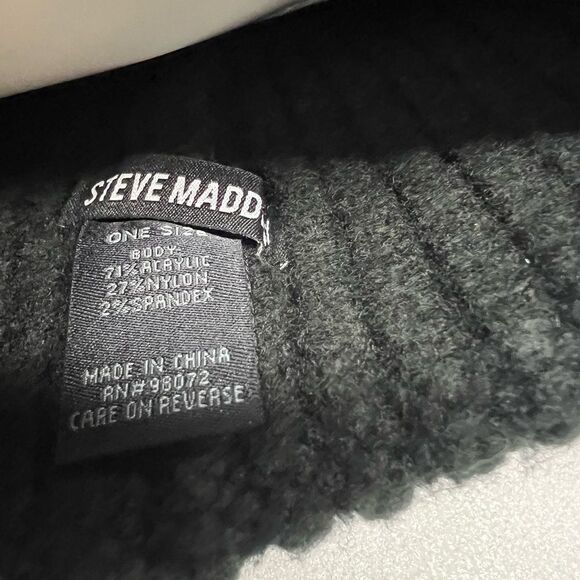 STEVE MADD
ONE SIZE
BODY:
71%ACRYLIC
27%NYLON
2%SPANDEX
MADE IN CHINA
RN#98072
CARE ON REVERSE